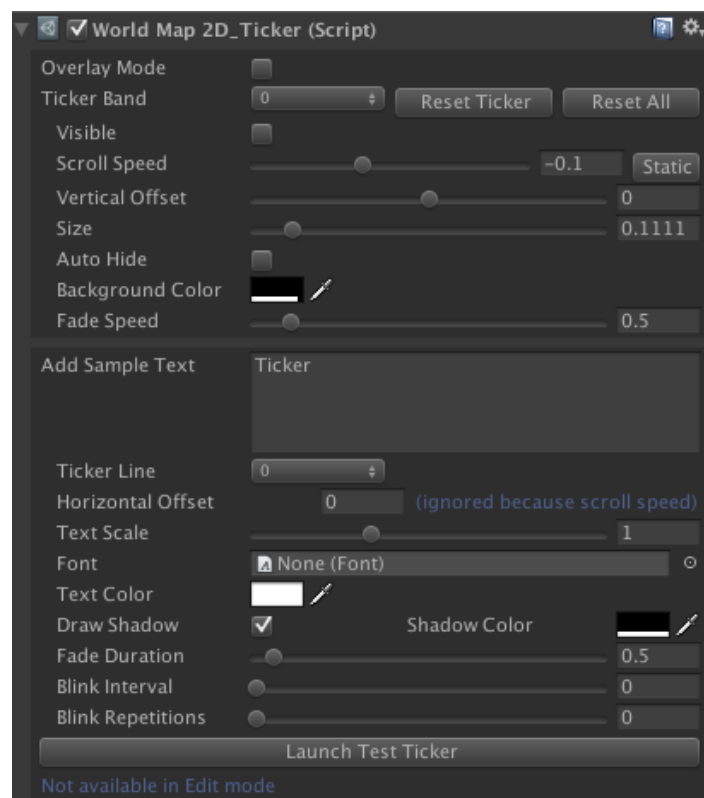 World Map 2D_Ticker (Script)
Overlay Mode
Ticker Band 0 Reset Ticker Reset All
Visible
Scroll Speed -0.1 Static
Vertical Offset 0
Size 0.1111
Auto Hide
Background Color
Fade Speed 0.5
Add Sample Text Ticker
Ticker Line 0
Horizontal Offset 0 (ignored because scroll speed)
Text Scale 1
Font None (Font)
Text Color
Draw Shadow Shadow Color
Fade Duration 0.5
Blink Interval 0
Blink Repetitions 0
Launch Test Ticker
Not available in Edit mode